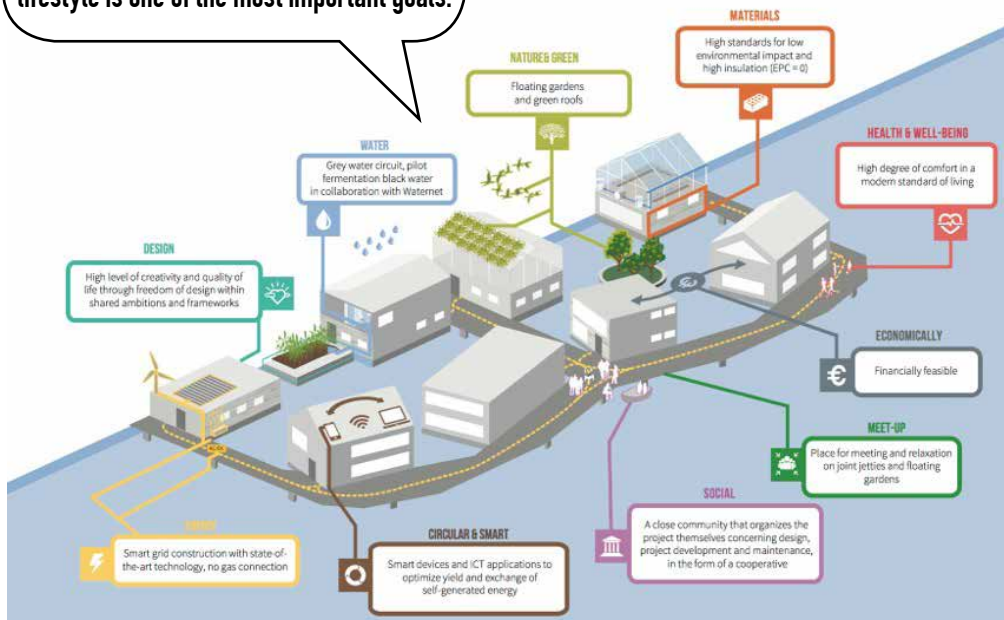 lifestyle is one of the most important goals.
MATERIALS
High standards for low
environmental impact and
high insulation (EPC = 0)
NATURE& GREEN
Floating gardens
and green roofs
HEALTH & WELL-BEING
High degree of comfort in a
modern standard of living
WATER
Grey water circuit, pilot
fermentation black water
in collaboration with Waternet
DESIGN
High level of creativity and quality of
life through freedom of design within
shared ambitions and frameworks
ECONOMICALLY
€
Financially feasible
MEET-UP
Place for meeting and relaxation
on joint jetties and floating
gardens
SOCIAL
A close community that organizes the
project themselves concerning design,
project development and maintenance,
in the form of a cooperative
ENERGY
Smart grid construction with state-of-
the-art technology, no gas connection
CIRCULAR & SMART
Smart devices and ICT applications to
optimize yield and exchange of
self-generated energy